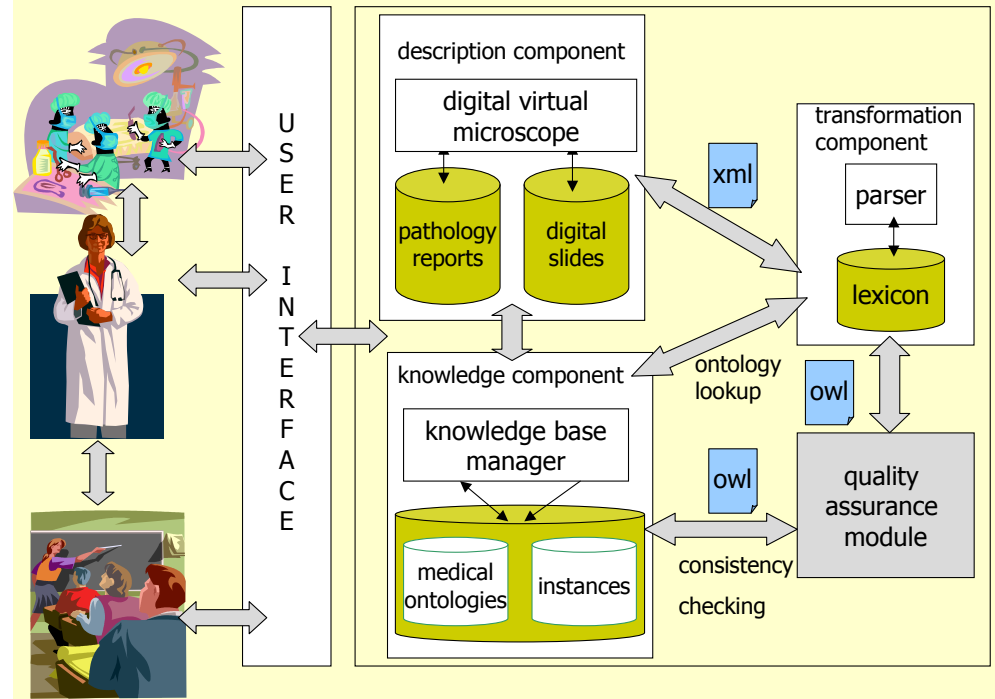 U
S
E
R
I
N
T
E
R
F
A
C
E
description component
digital virtual
microscope
pathology
reports
digital
slides
xml
transformation
component
parser
lexicon
ontology
lookup
owl
knowledge component
knowledge base
manager
medical
ontologies
instances
owl
consistency
checking
quality
assurance
module